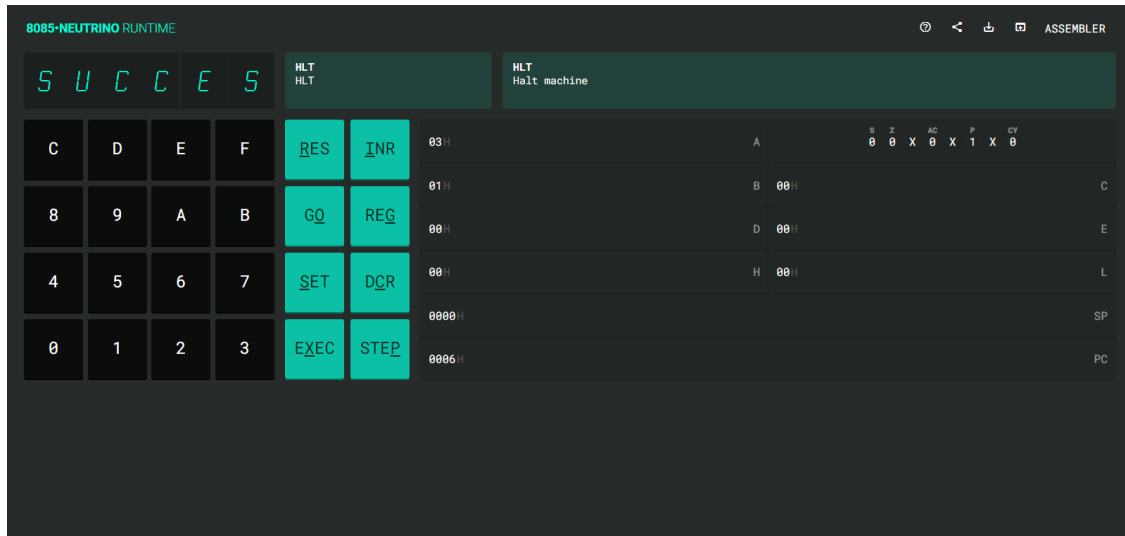 8085•NEUTRINO RUNTIME ASSEMBLER
S U C C E S
HLT
HLT
HLT
Halt machine
C D E F
8 9 A B
4 5 6 7
0 1 2 3
RES INR
GO REG
SET DCR
EXEC STEP
03H A
S Z AC P CY
0 0 X 0 X 1 X 0
01H B 00H C
00H D 00H E
00H H 00H L
0000H SP
0006H PC